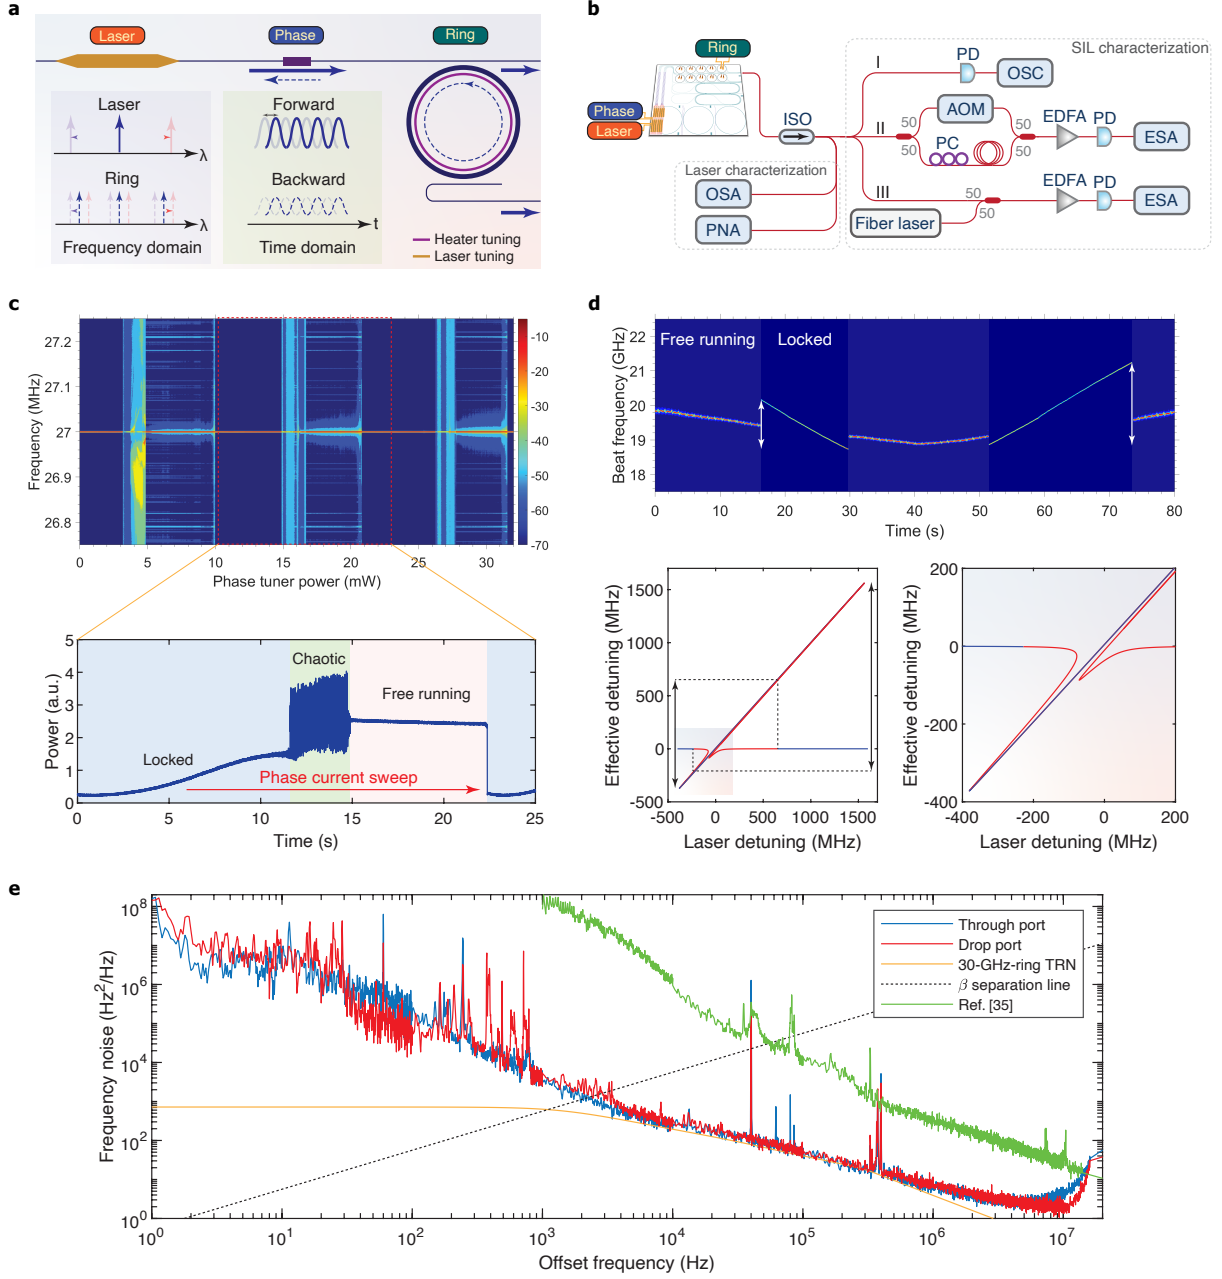 a
Laser
Phase
Ring
Laser
λ
Ring
λ
Frequency domain
Forward
Backward
t
Time domain
Heater tuning
Laser tuning
b
Ring
Phase
Laser
ISO
Laser characterization
OSA
PNA
SIL characterization
I
PD
OSC
II
50
50
AOM
PC
50
50
EDFA
PD
ESA
III
50
50
Fiber laser
EDFA
PD
ESA
c
Frequency (MHz)
27.2
27.1
27
26.9
26.8
0
5
10
15
20
25
30
Phase tuner power (mW)
-10
-20
-30
-40
-50
-60
-70
Power (a.u.)
5
4
3
2
1
0
Locked
Chaotic
Free running
Phase current sweep
0
5
10
15
20
25
Time (s)
d
Beat frequency (GHz)
22
21
20
19
18
Free running
Locked
0
10
20
30
40
50
60
70
80
Time (s)
Effective detuning (MHz)
1500
1000
500
0
-500
-500
0
500
1000
1500
Laser detuning (MHz)
Effective detuning (MHz)
200
0
-200
-400
-400
-200
0
200
Laser detuning (MHz)
e
Frequency noise (Hz²/Hz)
10⁸
10⁶
10⁴
10²
10⁰
10⁰
10¹
10²
10³
10⁴
10⁵
10⁶
10⁷
Offset frequency (Hz)
Through port
Drop port
30-GHz-ring TRN
β separation line
Ref. [35]